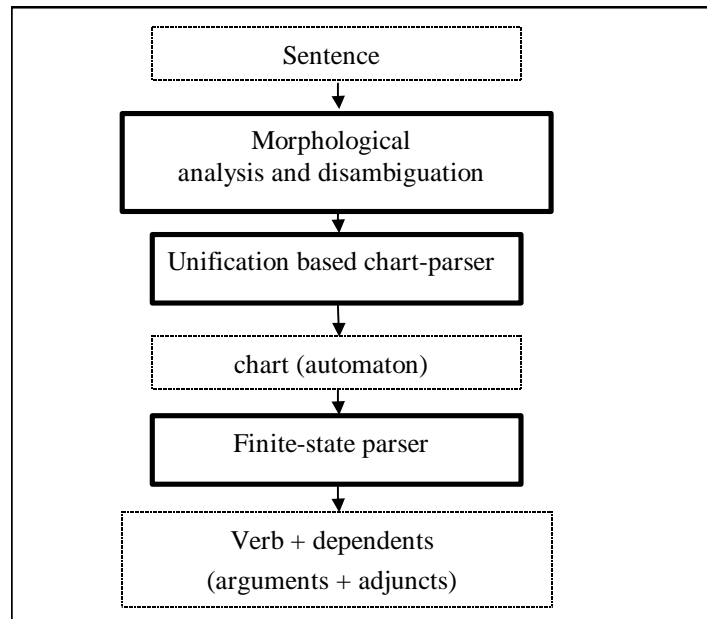 Sentence
Morphological
analysis and disambiguation
Unification based chart-parser
chart (automaton)
Finite-state parser
Verb + dependents
(arguments + adjuncts)